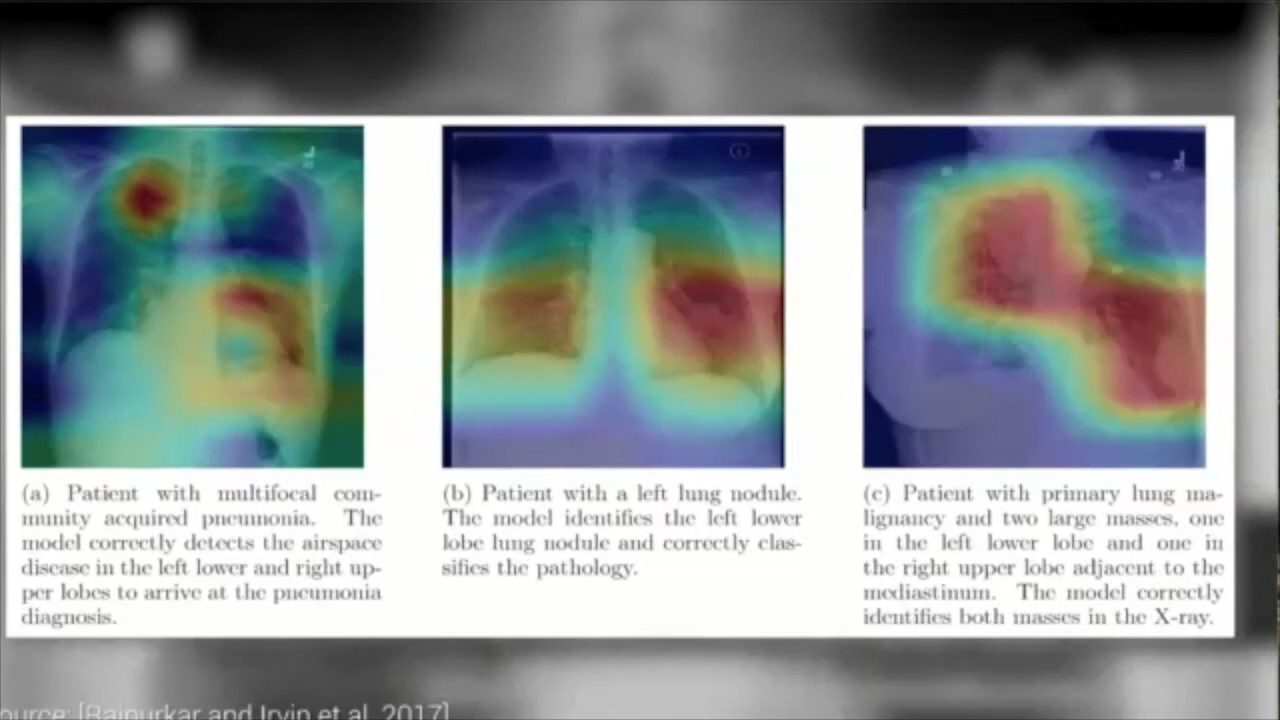 (a) Patient with multifocal com-
munity acquired pneumonia. The
model correctly detects the airspace
disease in the left lower and right up-
per lobes to arrive at the pneumonia
diagnosis.
(b) Patient with a left lung nodule.
The model identifies the left lower
lobe lung nodule and correctly clas-
sifies the pathology.
(c) Patient with primary lung ma-
lignancy and two large masses, one
in the left lower lobe and one in
the right upper lobe adjacent to the
mediastinum. The model correctly
identifies both masses in the X-ray.
ource: [Rajpurkar and Irvin et al. 2017]